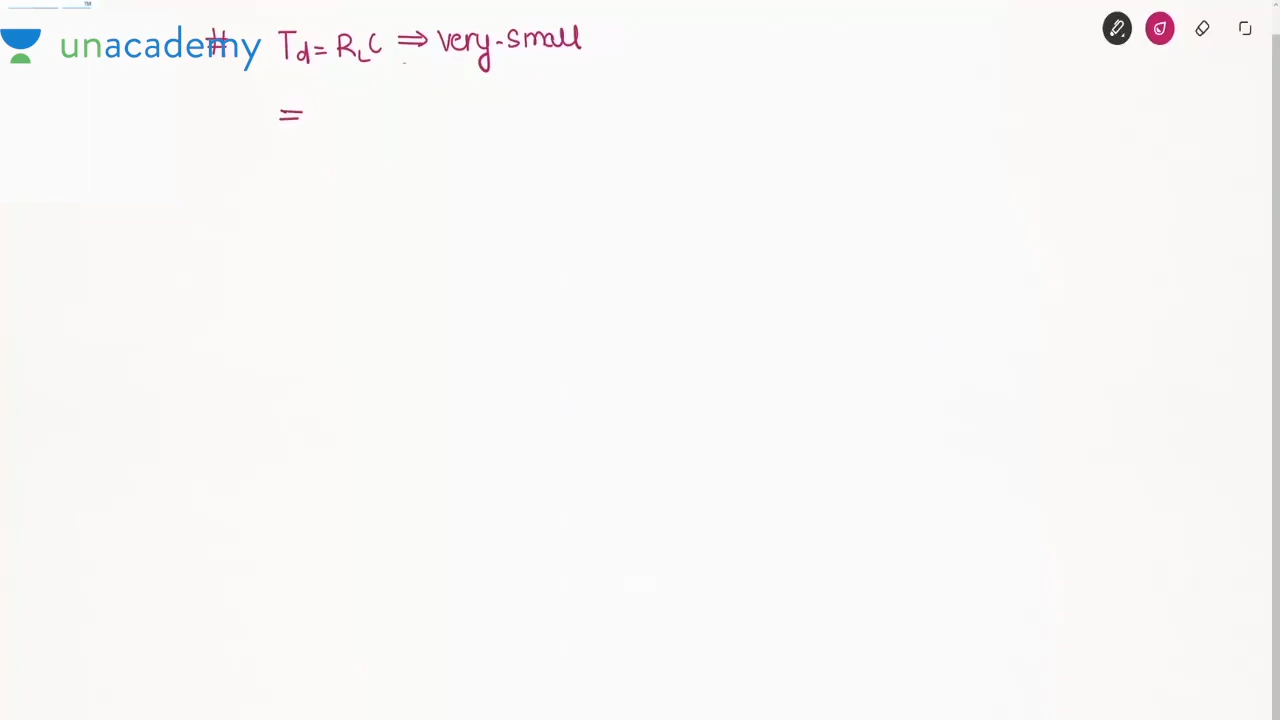 unacademy
# Td = RLC ⇒ very-small
=